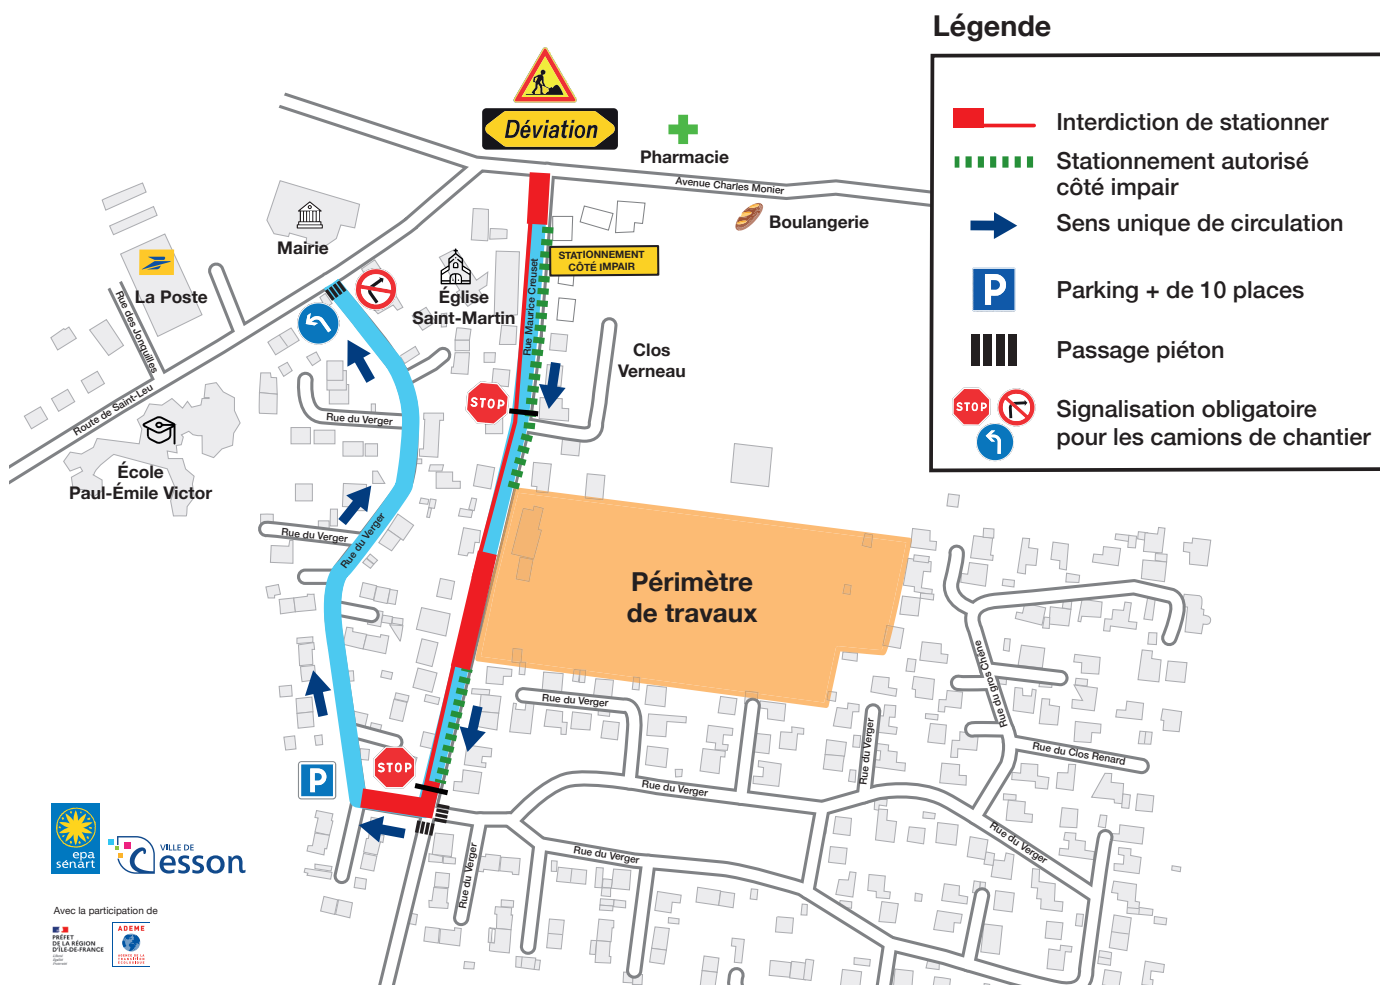 Légende
Interdiction de stationner
Stationnement autorisé
côté impair
Sens unique de circulation
P
Parking + de 10 places
Passage piéton
STOP
Signalisation obligatoire
pour les camions de chantier
Déviation
Pharmacie
Avenue Charles Monier
Boulangerie
Mairie
STATIONNEMENT
CÔTÉ IMPAIR
Rue Maurice Creuset
La Poste
Rue des Jonquilles
Église
Saint-Martin
Clos
Verneau
STOP
Route de Saint-Leu
Rue du Verger
École
Paul-Émile Victor
Rue du Verger
Rue du Verger
Périmètre
de travaux
Rue du gros Chêne
Rue du Verger
Rue du Verger
Rue du Clos Renard
STOP
P
Rue du Verger
Rue du Verger
Rue du Verger
Rue du Verger
epa
sénart
VILLE DE
Cesson
Avec la participation de
PRÉFET
DE LA RÉGION
D'ÎLE-DE-FRANCE
ADEME
AGENCE DE LA
TRANSITION
ÉCOLOGIQUE